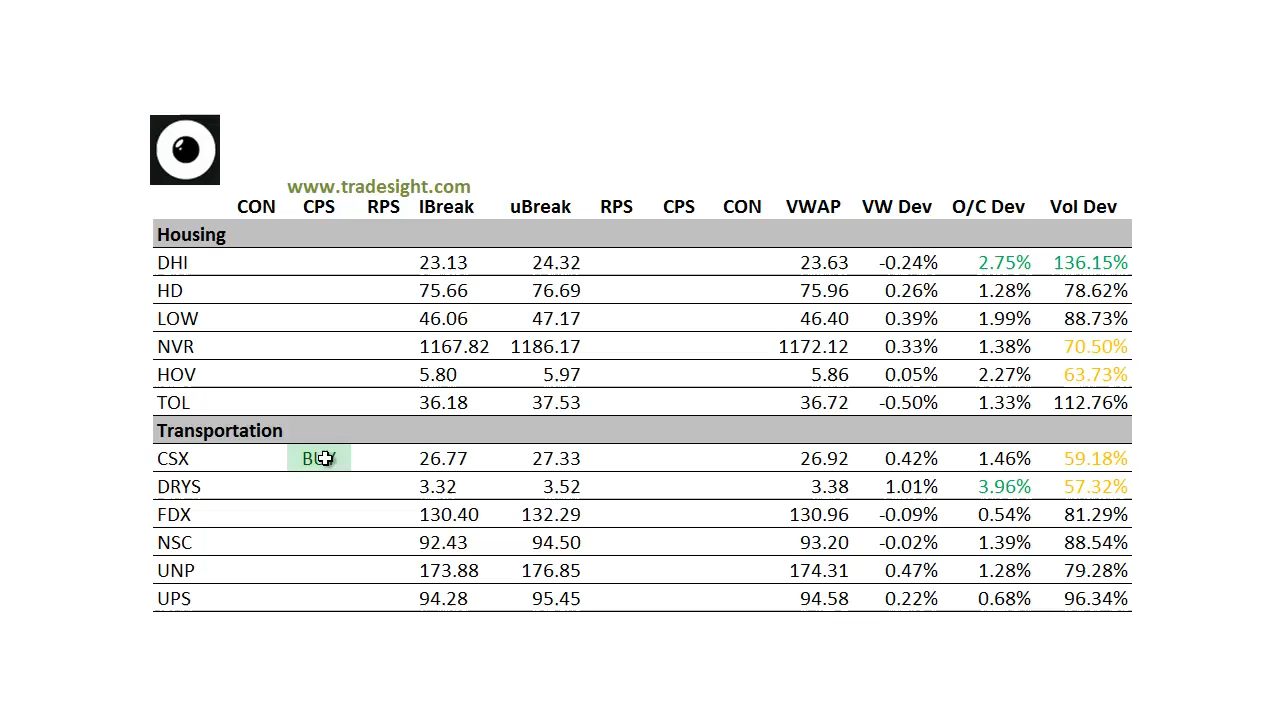 www.tradesight.com
CON CPS RPS lBreak uBreak RPS CPS CON VWAP VW Dev O/C Dev Vol Dev
Housing
DHI 23.13 24.32 23.63 -0.24% 2.75% 136.15%
HD 75.66 76.69 75.96 0.26% 1.28% 78.62%
LOW 46.06 47.17 46.40 0.39% 1.99% 88.73%
NVR 1167.82 1186.17 1172.12 0.33% 1.38% 70.50%
HOV 5.80 5.97 5.86 0.05% 2.27% 63.73%
TOL 36.18 37.53 36.72 -0.50% 1.33% 112.76%
Transportation
CSX BUY 26.77 27.33 26.92 0.42% 1.46% 59.18%
DRYS 3.32 3.52 3.38 1.01% 3.96% 57.32%
FDX 130.40 132.29 130.96 -0.09% 0.54% 81.29%
NSC 92.43 94.50 93.20 -0.02% 1.39% 88.54%
UNP 173.88 176.85 174.31 0.47% 1.28% 79.28%
UPS 94.28 95.45 94.58 0.22% 0.68% 96.34%